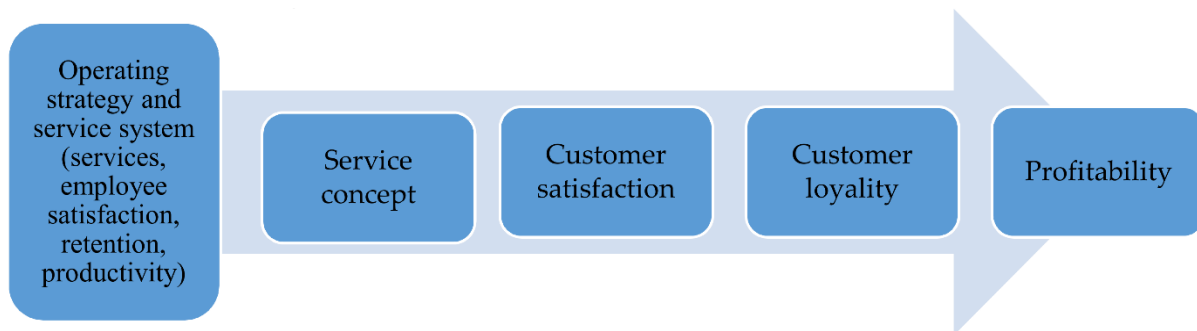 Operating
strategy and
service system
(services,
employee
satisfaction,
retention,
productivity)
Service
concept
Customer
satisfaction
Customer
loyality
Profitability